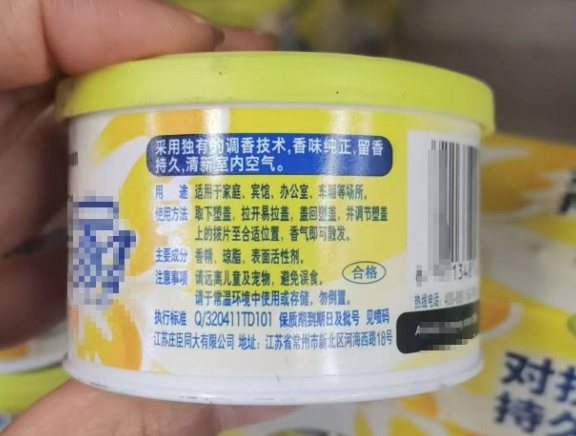 采用独有的调香技术,香味纯正,留香
持久,清新室内空气。
用 途 适用于家庭、宾馆、办公室、车厢等场所。
使用方法 取下塑盖,拉开易拉盖,盖回塑盖,并调节塑盖
上的拔片至合适位置,香气即可散发。
主要成分 香精、琼脂、表面活性剂。
注意事项 请远离儿童及宠物,避免误食。
请于常温环境中使用或存储,勿倒置。
合格
执行标准 Q/320411TD101 保质期到期日及批号 见喷码
江苏庄臣同大有限公司 地址:江苏省常州市新北区河海西路18号
热线电话:
对抗
持久